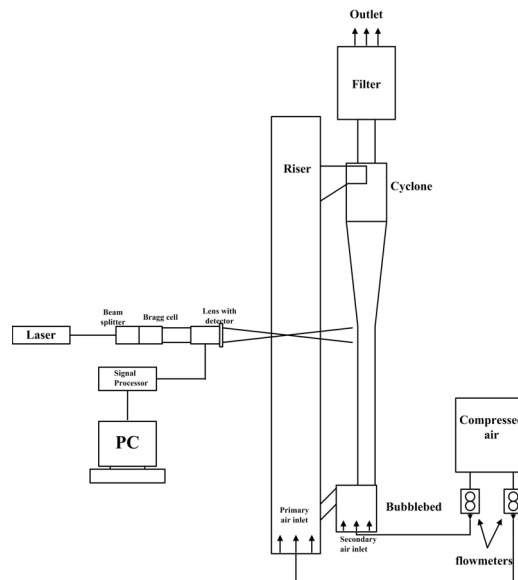 Outlet
Filter
Riser
Cyclone
Beam
splitter
Bragg cell
Lens with
detector
Laser
Signal
Processor
PC
Compressed
air
Primary
air inlet
Bubblebed
Secondary
air inlet
flowmeters